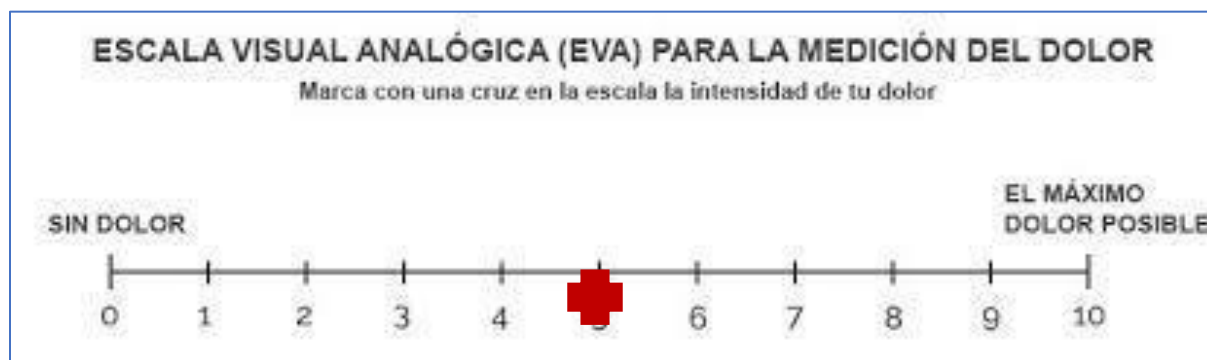 ESCALA VISUAL ANALÓGICA (EVA) PARA LA MEDICIÓN DEL DOLOR
Marca con una cruz en la escala la intensidad de tu dolor
SIN DOLOR
EL MÁXIMO
DOLOR POSIBLE
0 1 2 3 4 6 7 8 9 10